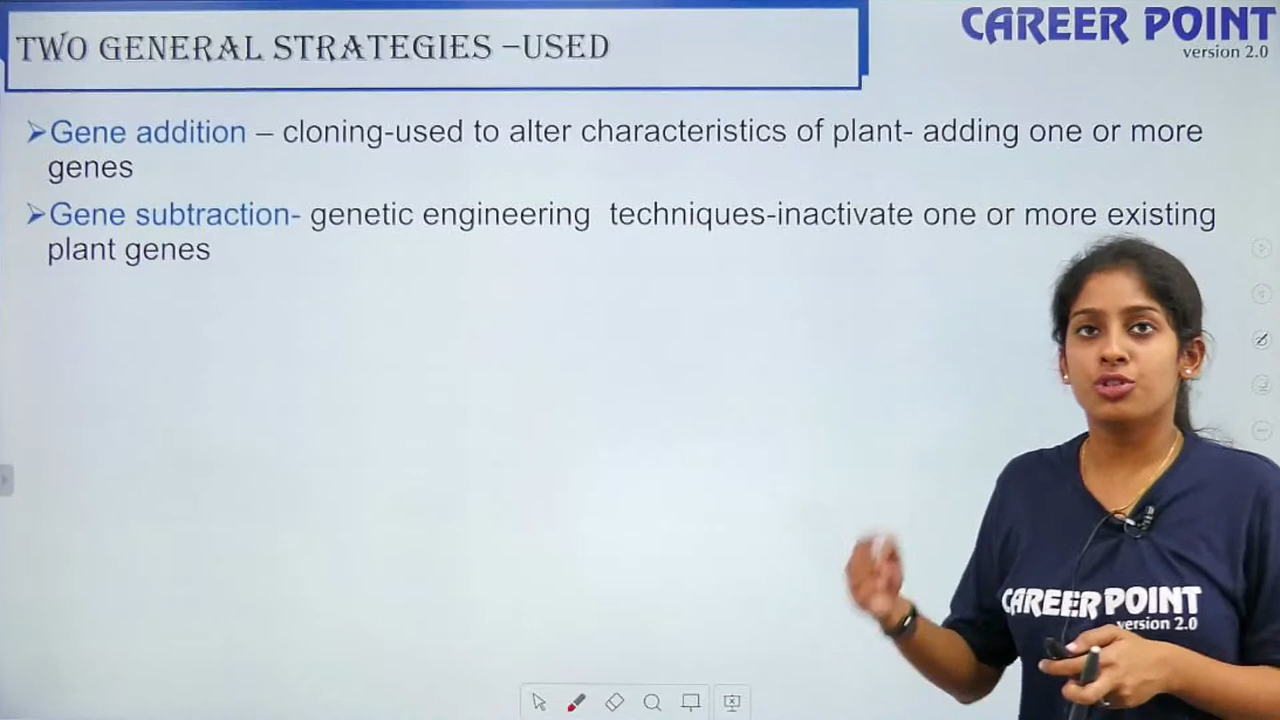 TWO GENERAL STRATEGIES –USED
CAREER POINT
version 2.0
➢Gene addition – cloning-used to alter characteristics of plant- adding one or more
genes
➢Gene subtraction- genetic engineering techniques-inactivate one or more existing
plant genes
CAREER POINT
version 2.0